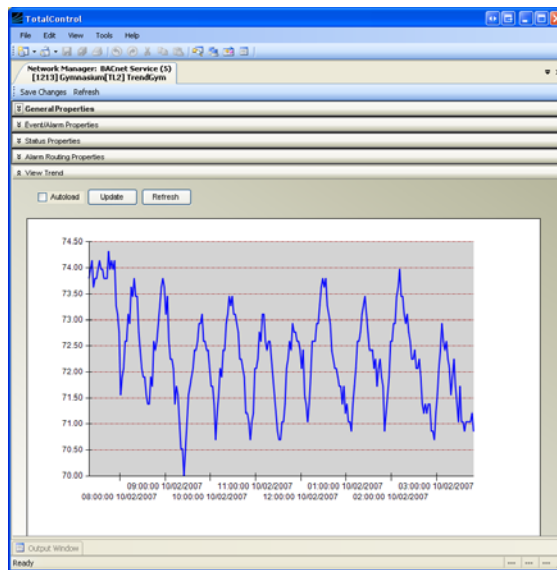 TotalControl
File Edit View Tools Help
Network Manager: BACnet Service (5)
[1213] Gymnasium[TL2] TrendGym
Save Changes Refresh
General Properties
Event/Alarm Properties
Status Properties
Alarm Routing Properties
View Trend
Autoload Update Refresh
74.50
74.00
73.50
73.00
72.50
72.00
71.50
71.00
70.50
70.00
09:00:00 10/02/2007 11:00:00 10/02/2007 01:00:00 10/02/2007 03:00:00 10/02/2007
08:00:00 10/02/2007 10:00:00 10/02/2007 12:00:00 10/02/2007 02:00:00 10/02/2007
Output Window
Ready